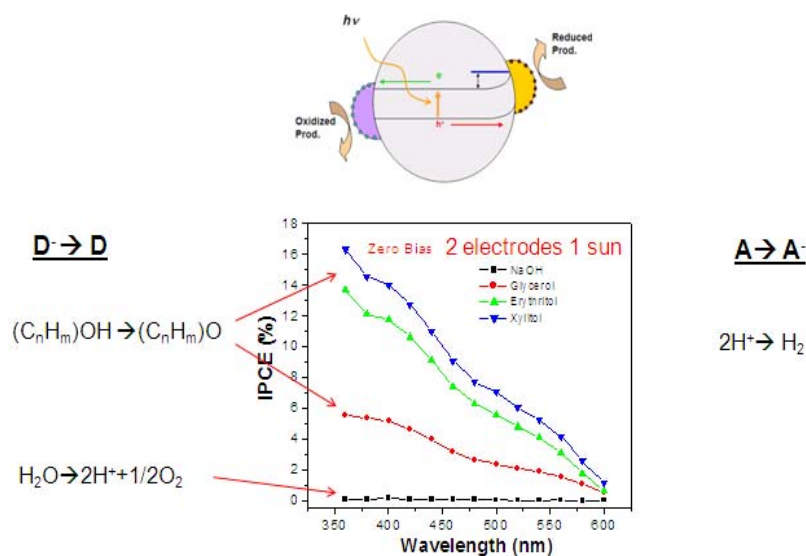 hν
Reduced
Prod.
e
h⁺
Oxidized
Prod.
D⁻ → D
(CₙHₘ)OH→(CₙHₘ)O
H₂O→2H⁺+1/2O₂
Zero Bias 2 electrodes 1 sun
NaOH
Glycerol
Erythritol
Xylitol
IPCE (%)
18
16
14
12
10
8
6
4
2
0
350
400
450
500
550
600
Wavelength (nm)
A → A⁻
2H⁺→ H₂